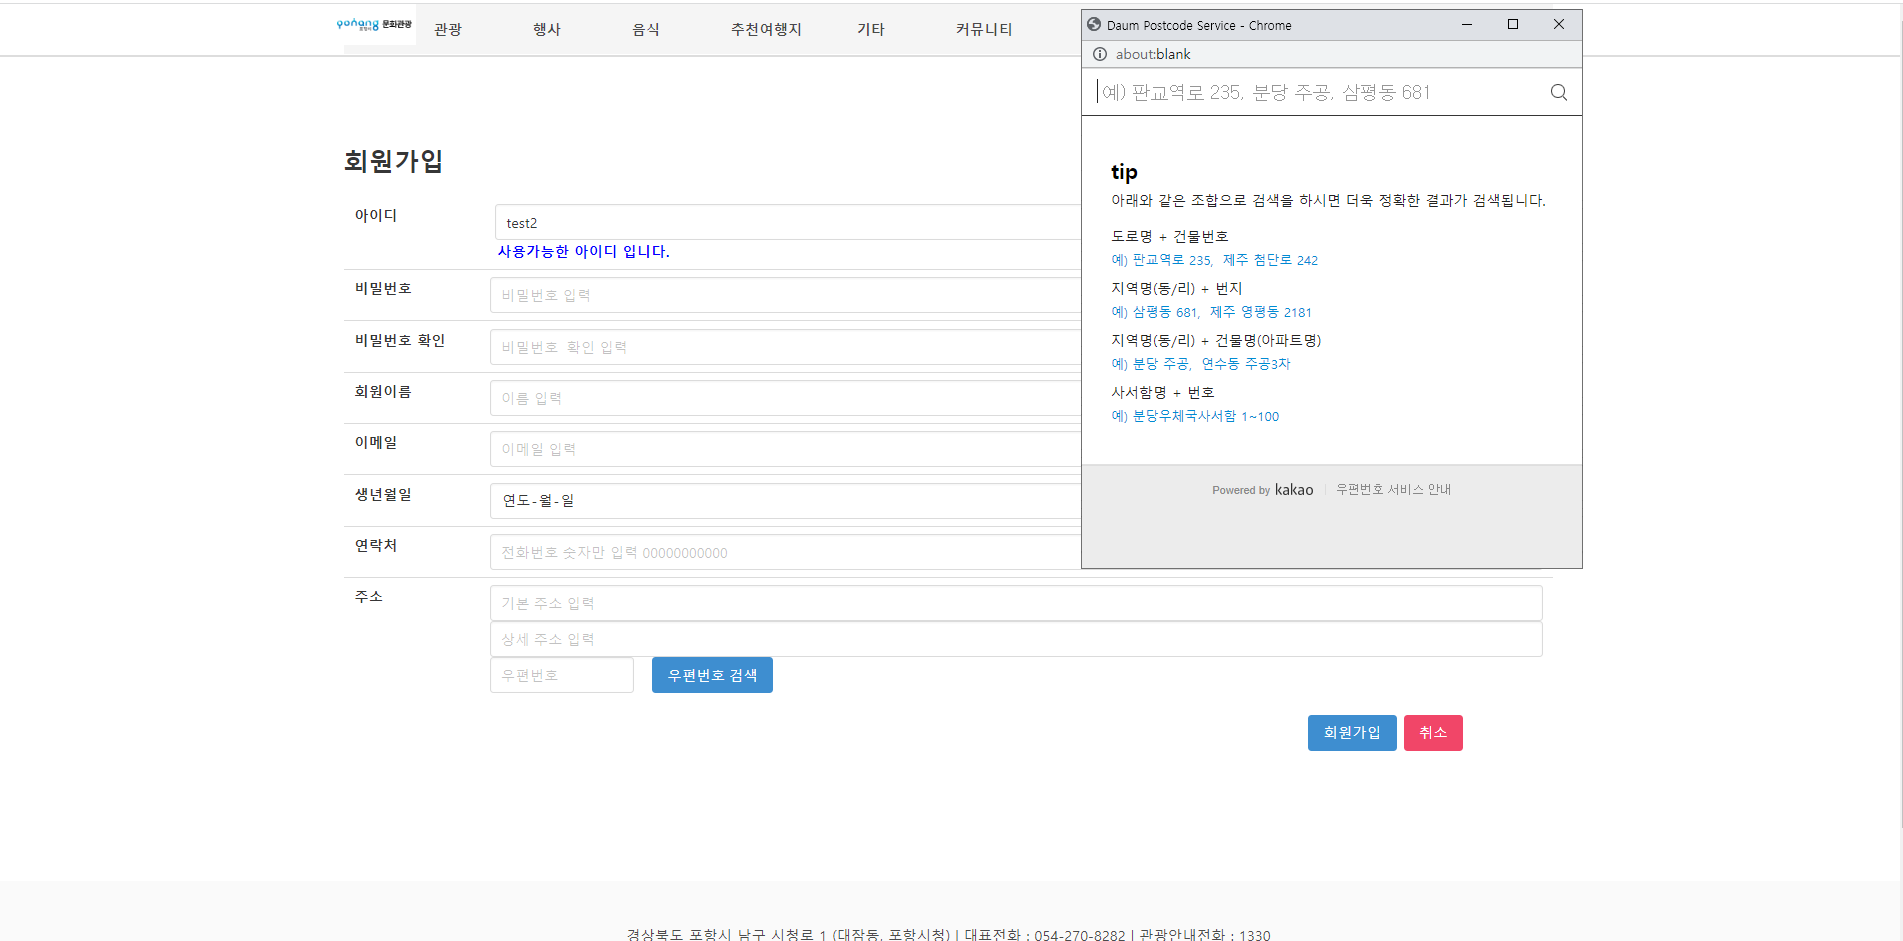 pohang 문화관광
포항시
관광 행사 음식 추천여행지 기타 커뮤니티
Daum Postcode Service - Chrome
about:blank
예) 판교역로 235, 분당 주공, 삼평동 681
tip
아래와 같은 조합으로 검색을 하시면 더욱 정확한 결과가 검색됩니다.
도로명 + 건물번호
예) 판교역로 235, 제주 첨단로 242
지역명(동/리) + 번지
예) 삼평동 681, 제주 영평동 2181
지역명(동/리) + 건물명(아파트명)
예) 분당 주공, 연수동 주공3차
사서함명 + 번호
예) 분당우체국사서함 1~100
Powered by kakao 우편번호 서비스 안내
회원가입
아이디 test2
사용가능한 아이디 입니다.
비밀번호 비밀번호 입력
비밀번호 확인 비밀번호 확인 입력
회원이름 이름 입력
이메일 이메일 입력
생년월일 연도-월-일
연락처 전화번호 숫자만 입력 00000000000
주소 기본 주소 입력
상세 주소 입력
우편번호 우편번호 검색
회원가입 취소
경상북도 포항시 남구 시청로 1 (대잠동, 포항시청) | 대표전화 : 054-270-8282 | 관광안내전화 : 1330